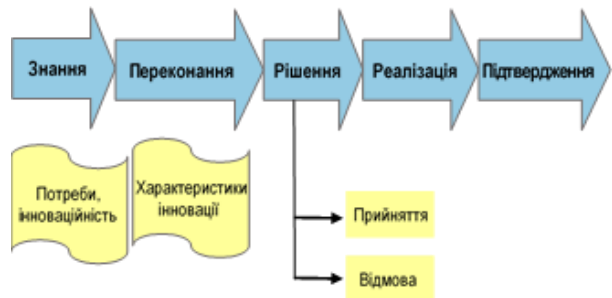 Знання
Переконання
Рішення
Реалізація
Підтвердження
Потреби,
інноваційність
Характеристики
інновації
Прийняття
Відмова